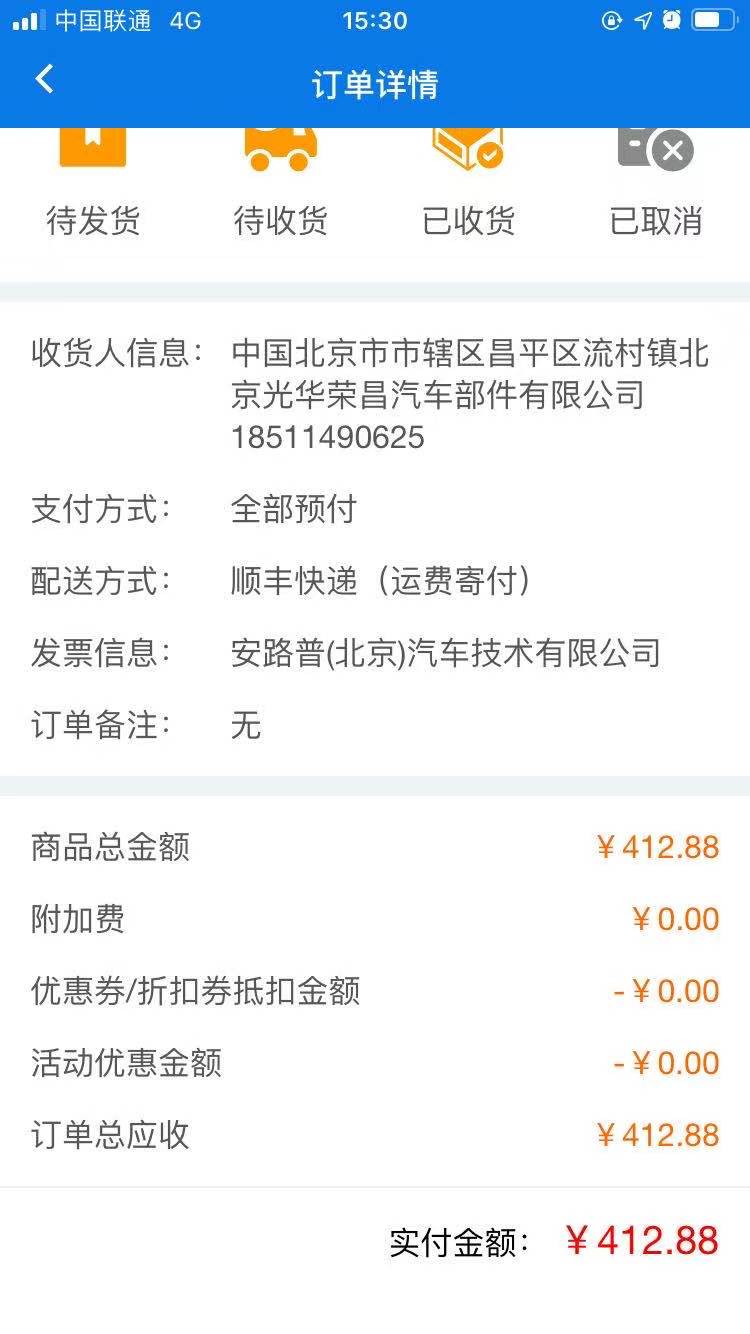 中国联通 4G 15:30
订单详情
待发货 待收货 已收货 已取消
收货人信息： 中国北京市市辖区昌平区流村镇北
京光华荣昌汽车部件有限公司
18511490625
支付方式： 全部预付
配送方式： 顺丰快递（运费寄付）
发票信息： 安路普(北京)汽车技术有限公司
订单备注： 无
商品总金额 ¥412.88
附加费 ¥0.00
优惠券/折扣券抵扣金额 -¥0.00
活动优惠金额 -¥0.00
订单总应收 ¥412.88
实付金额： ¥412.88